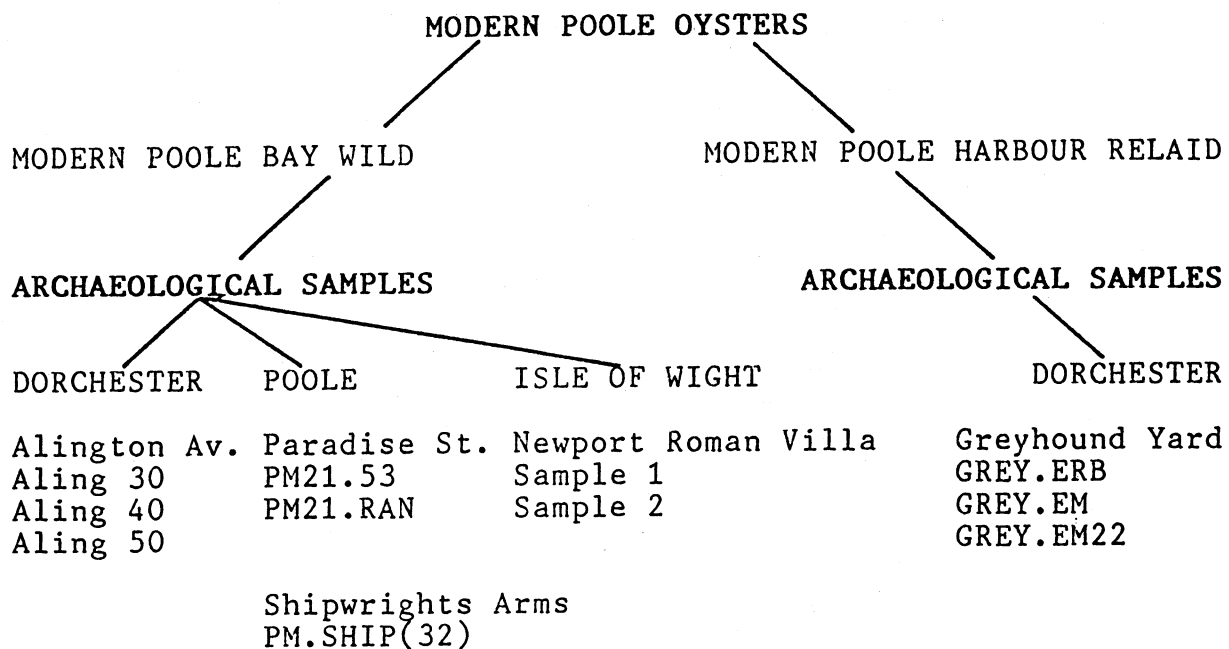 MODERN POOLE OYSTERS
MODERN POOLE BAY WILD MODERN POOLE HARBOUR RELAID
ARCHAEOLOGICAL SAMPLES ARCHAEOLOGICAL SAMPLES
DORCHESTER POOLE ISLE OF WIGHT DORCHESTER
Alington Av. Paradise St. Newport Roman Villa Greyhound Yard
Aling 30 PM21.53 Sample 1 GREY.ERB
Aling 40 PM21.RAN Sample 2 GREY.EM
Aling 50 GREY.EM22
Shipwrights Arms
PM.SHIP(32)